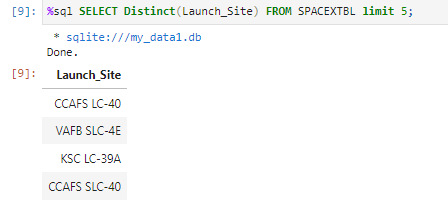 [9]: %sql SELECT Distinct(Launch_Site) FROM SPACEXTBL limit 5;
* sqlite:///my_data1.db
Done.
[9]: Launch_Site
CCAFS LC-40
VAFB SLC-4E
KSC LC-39A
CCAFS SLC-40